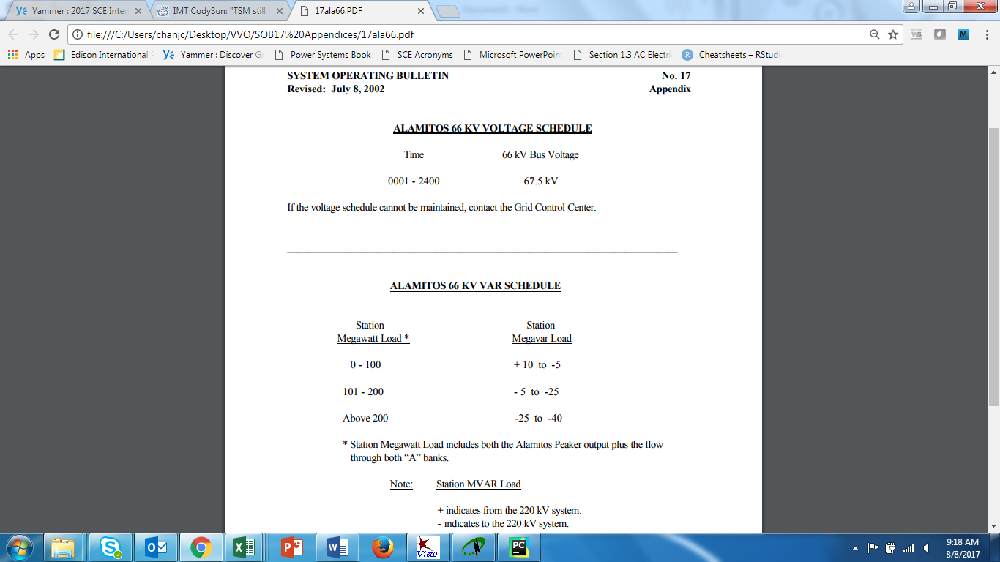 Yammer : 2017 SCE Inter
IMT CodySun: "TSM still
17ala66.PDF
file:///C:/Users/chanjc/Desktop/VVO/SOB17%20Appendices/17ala66.pdf
Apps
Edison International
Yammer : Discover G
Power Systems Book
SCE Acronyms
Microsoft PowerPoin
Section 1.3 AC Electri
Cheatsheets – RStudi
SYSTEM OPERATING BULLETIN No. 17
Revised: July 8, 2002 Appendix
ALAMITOS 66 KV VOLTAGE SCHEDULE
Time 66 kV Bus Voltage
0001 - 2400 67.5 kV
If the voltage schedule cannot be maintained, contact the Grid Control Center.
ALAMITOS 66 KV VAR SCHEDULE
Station Station
Megawatt Load * Megavar Load
0 - 100 + 10 to -5
101 - 200 - 5 to -25
Above 200 -25 to -40
* Station Megawatt Load includes both the Alamitos Peaker output plus the flow
through both “A” banks.
Note: Station MVAR Load
+ indicates from the 220 kV system.
- indicates to the 220 kV system.
View
PC
9:18 AM
8/8/2017